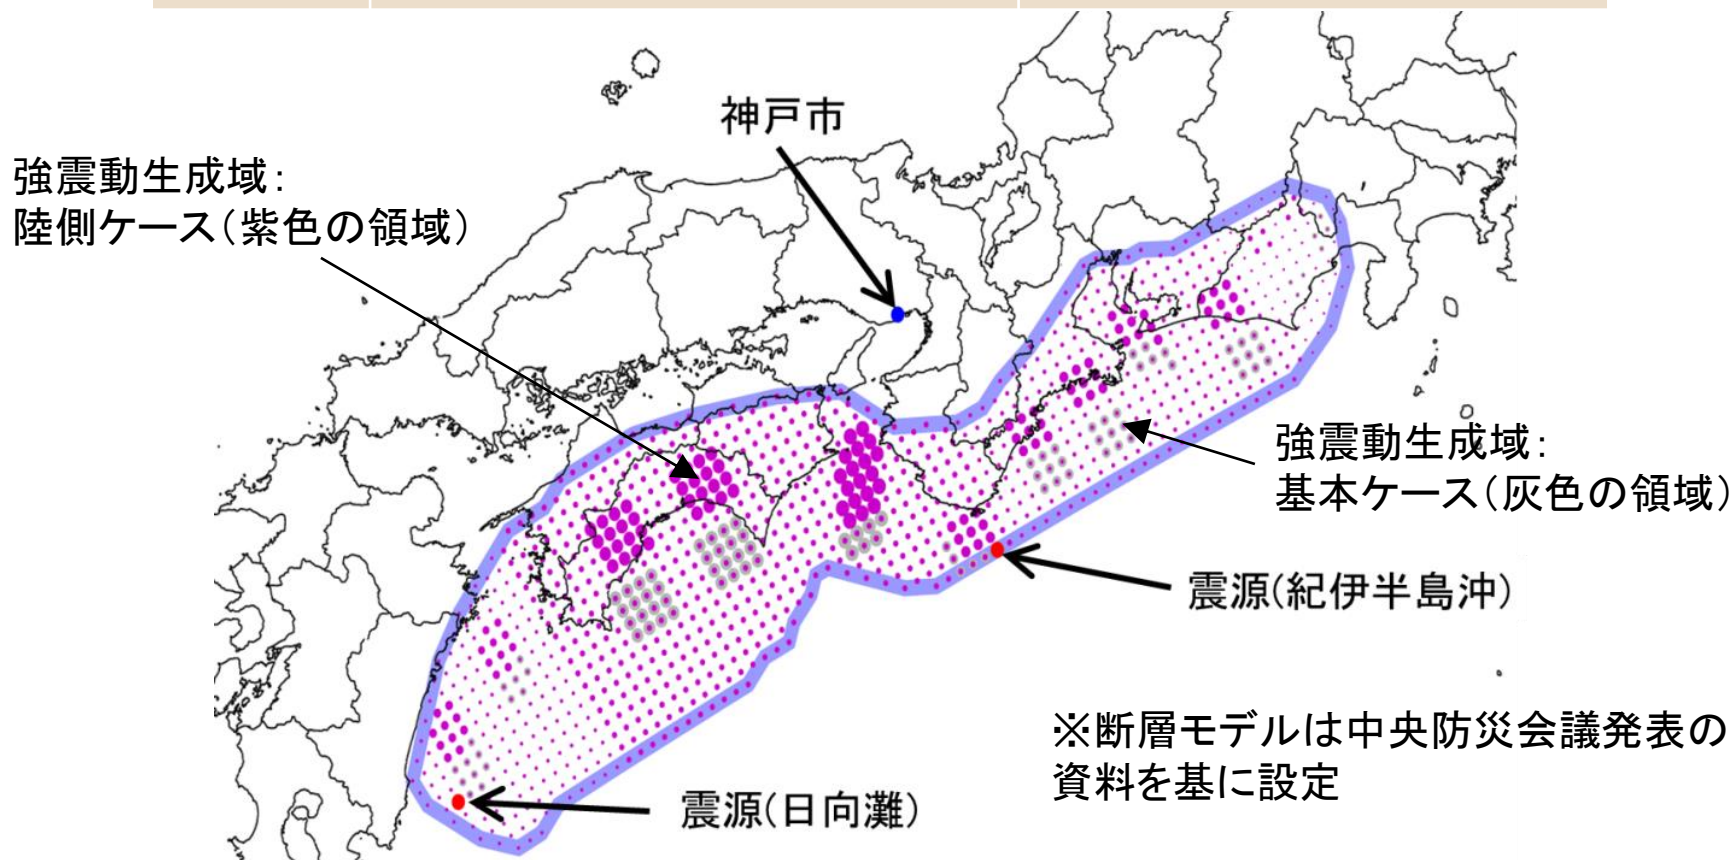 神戸市
強震動生成域：
陸側ケース（紫色の領域）
強震動生成域：
基本ケース（灰色の領域）
震源(紀伊半島沖)
※断層モデルは中央防災会議発表の
資料を基に設定
震源(日向灘)